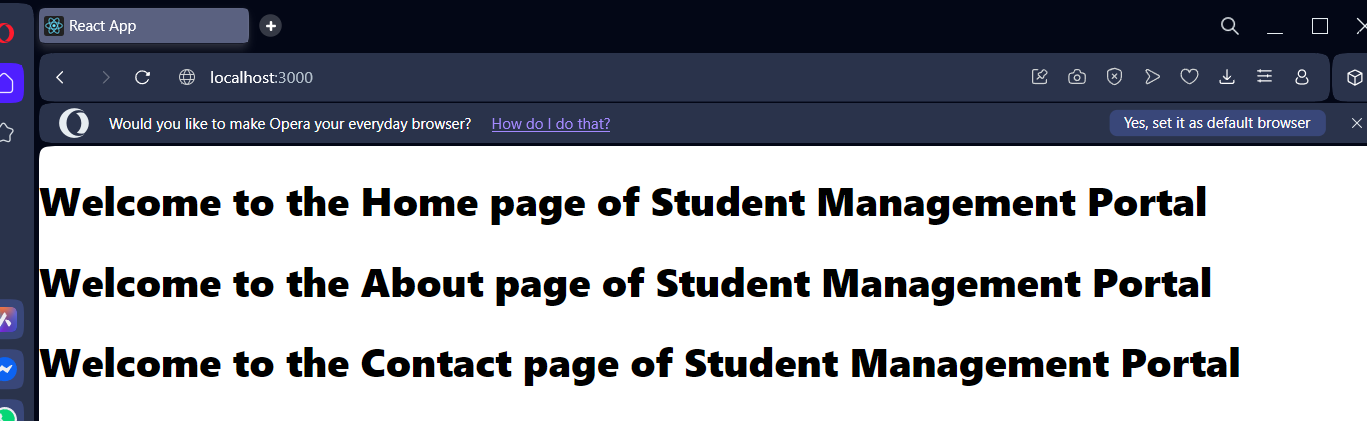 React App
localhost:3000
Would you like to make Opera your everyday browser? How do I do that? Yes, set it as default browser
Welcome to the Home page of Student Management Portal
Welcome to the About page of Student Management Portal
Welcome to the Contact page of Student Management Portal